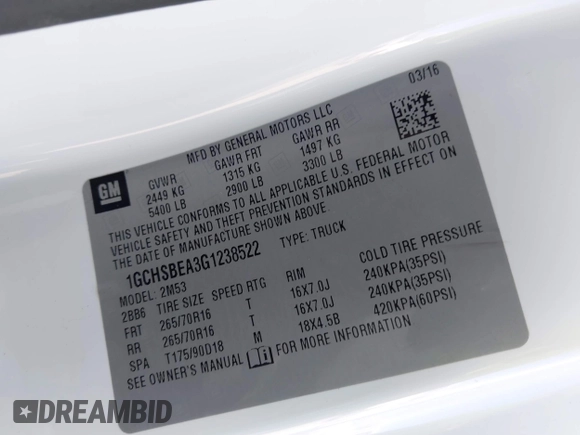 03/16
MFD BY GENERAL MOTORS LLC
GVWR GAWR FRT GAWR RR
2449 KG 1315 KG 1497 KG
5400 LB 2900 LB 3300 LB
GM
THIS VEHICLE CONFORMS TO ALL APPLICABLE U.S. FEDERAL MOTOR
VEHICLE SAFETY AND THEFT PREVENTION STANDARDS IN EFFECT ON
THE DATE OF MANUFACTURE SHOWN ABOVE.
1GCHSBEA3G1238522 TYPE: TRUCK
MODEL: 2M53
2BB6 TIRE SIZE SPEED RTG RIM COLD TIRE PRESSURE
FRT 265/70R16 T 16X7.0J 240KPA(35PSI)
RR 265/70R16 T 16X7.0J 240KPA(35PSI)
SPA T175/90D18 M 18X4.5B 420KPA(60PSI)
SEE OWNER'S MANUAL FOR MORE INFORMATION
DREAMBID